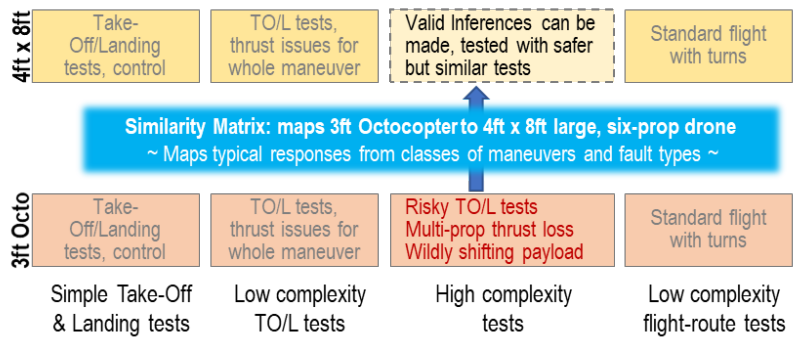 4ft x 8ft
Take-
Off/Landing
tests, control
TO/L tests,
thrust issues for
whole maneuver
Valid Inferences can be
made, tested with safer
but similar tests
Standard flight
with turns
Similarity Matrix: maps 3ft Octocopter to 4ft x 8ft large, six-prop drone
~ Maps typical responses from classes of maneuvers and fault types ~
3ft Octo
Take-
Off/Landing
tests, control
TO/L tests,
thrust issues for
whole maneuver
Risky TO/L tests
Multi-prop thrust loss
Wildly shifting payload
Standard flight
with turns
Simple Take-Off
& Landing tests
Low complexity
TO/L tests
High complexity
tests
Low complexity
flight-route tests